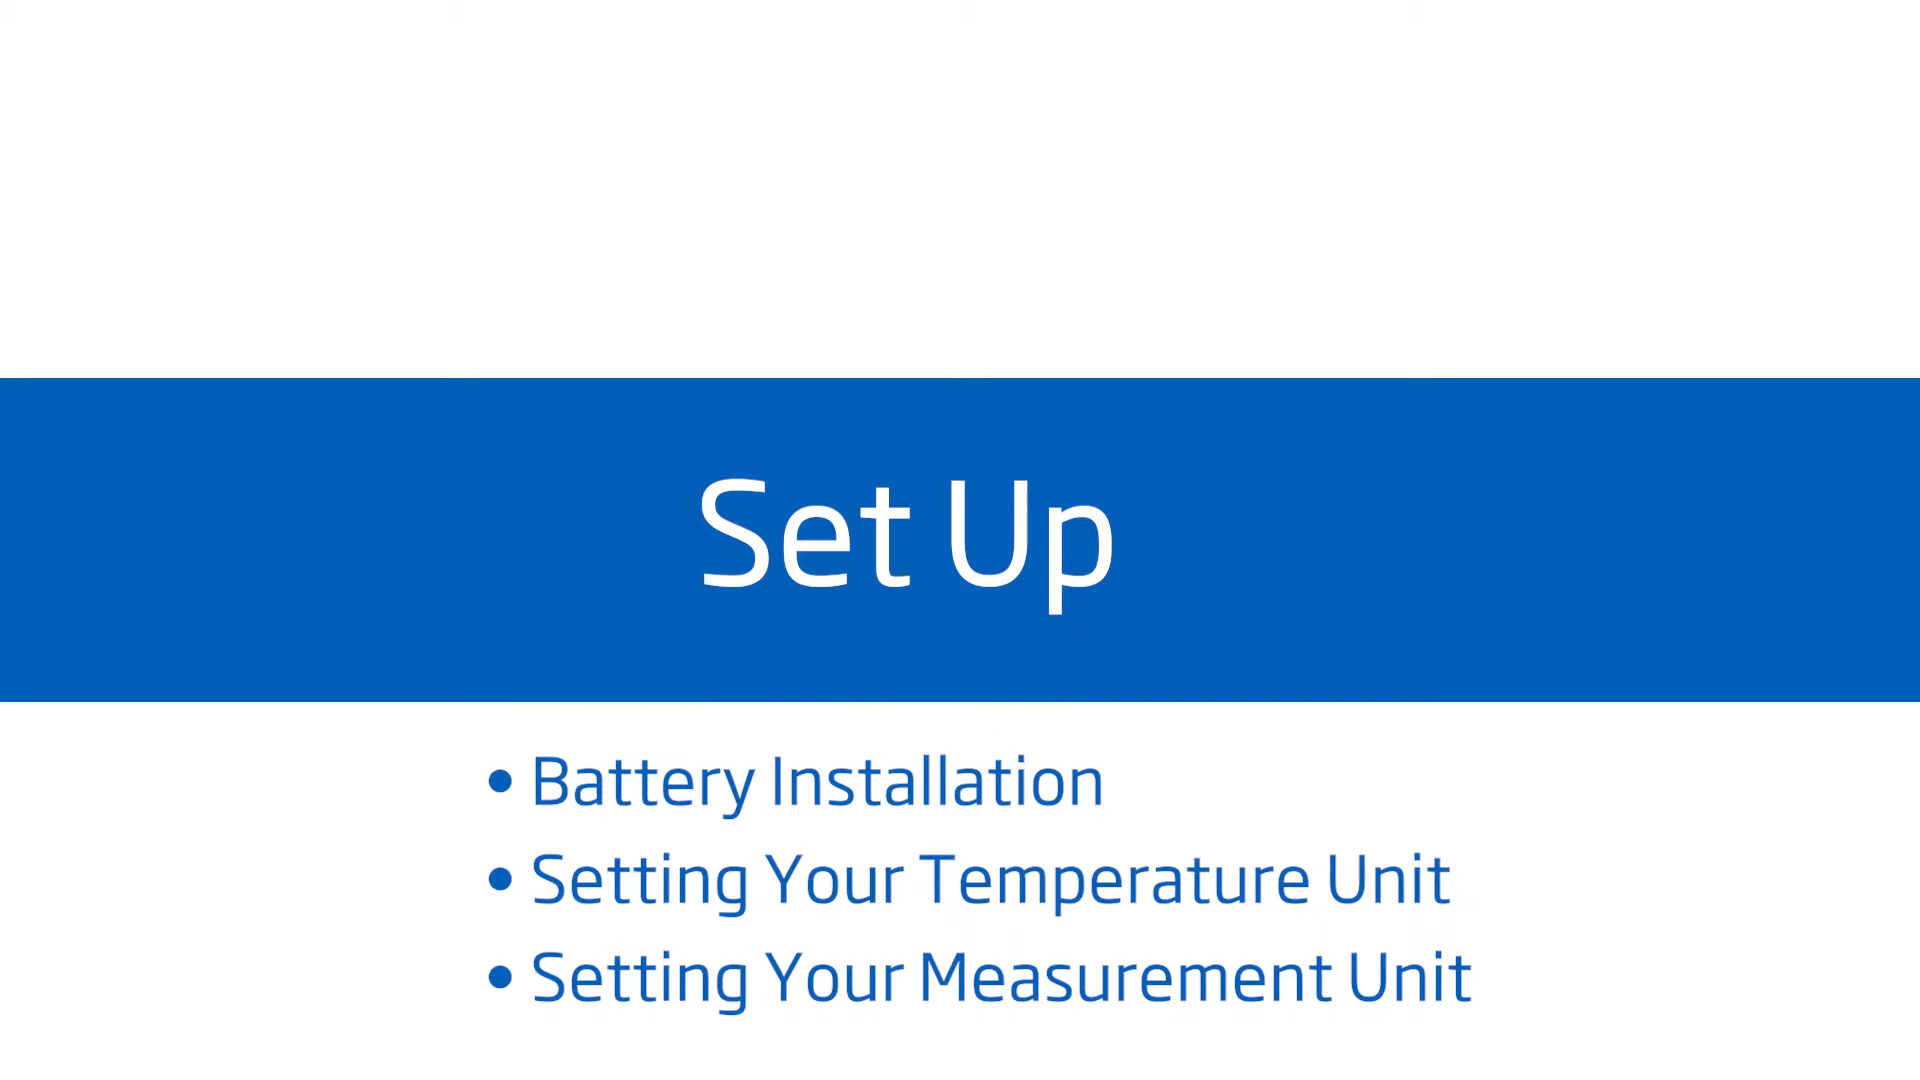 Set Up
• Battery Installation
• Setting Your Temperature Unit
• Setting Your Measurement Unit